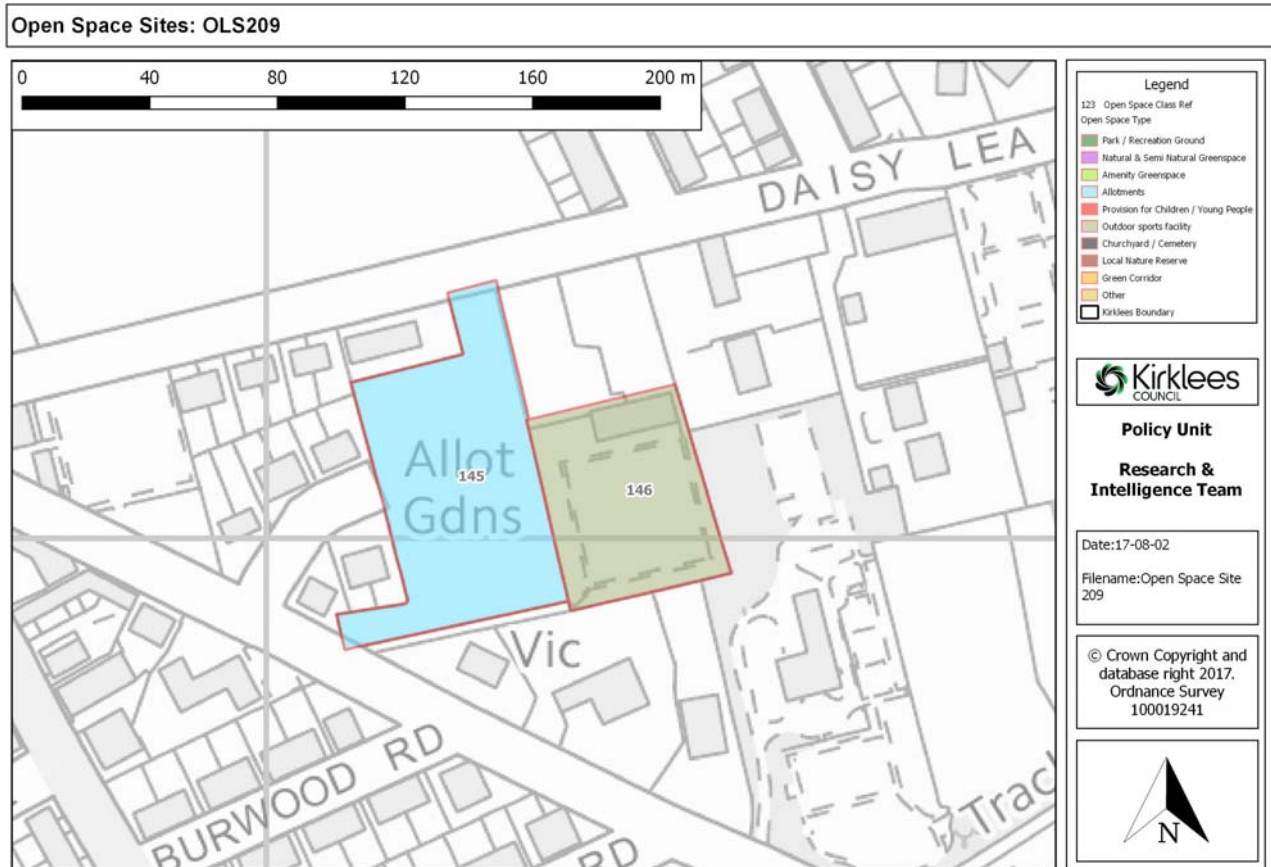 Open Space Sites: OLS209
0 40 80 120 160 200 m
DAISY LEA
Allot
145
Gdns
146
Vic
BURWOOD RD
RD
Track
Legend
123 Open Space Class Ref
Open Space Type
Park / Recreation Ground
Natural & Semi Natural Greenspace
Amenity Greenspace
Allotments
Provision for Children / Young People
Outdoor sports facility
Churchyard / Cemetery
Local Nature Reserve
Green Corridor
Other
Kirklees Boundary
Kirklees
COUNCIL
Policy Unit
Research &
Intelligence Team
Date:17-08-02
Filename:Open Space Site
209
© Crown Copyright and
database right 2017.
Ordnance Survey
100019241
N